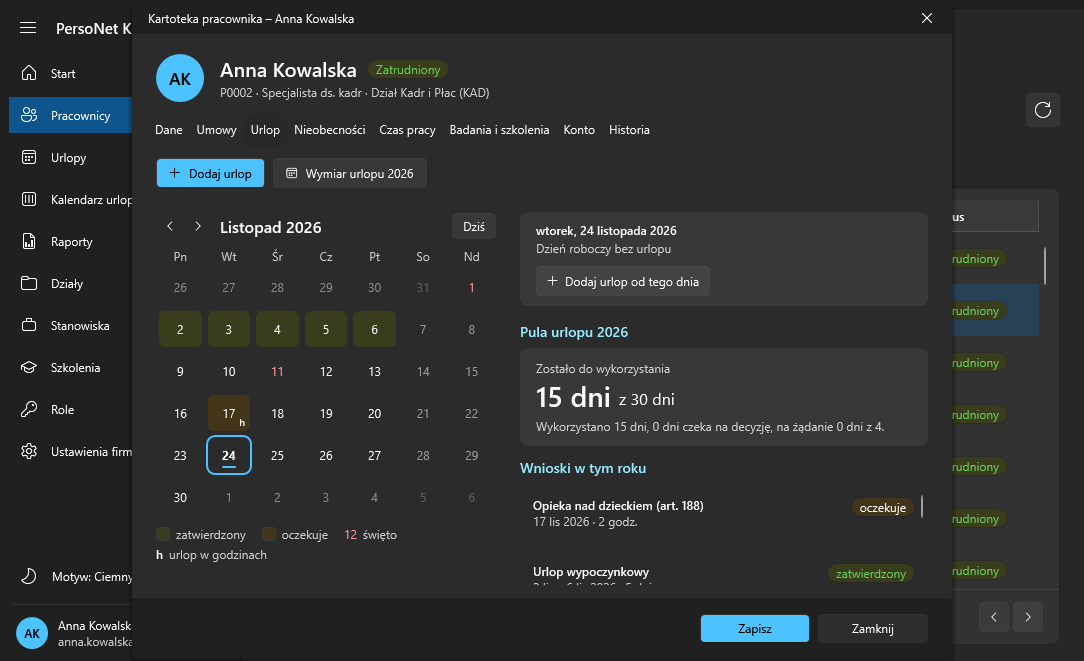 Kartoteka pracownika – Anna Kowalska
PersoNet K
Start
Pracownicy
Urlopy
Kalendarz urlop
Raporty
Działy
Stanowiska
Szkolenia
Role
Ustawienia firm
Motyw: Ciemny
AK
Anna Kowalska
anna.kowalska
AK
Anna Kowalska
Zatrudniony
P0002 · Specjalista ds. kadr · Dział Kadr i Płac (KAD)
Dane Umowy Urlop Nieobecności Czas pracy Badania i szkolenia Konto Historia
+ Dodaj urlop
Wymiar urlopu 2026
Listopad 2026
Dziś
Pn Wt Śr Cz Pt So Nd
26 27 28 29 30 31 1
2 3 4 5 6 7 8
9 10 11 12 13 14 15
16 17 h 18 19 20 21 22
23 24 25 26 27 28 29
30 1 2 3 4 5 6
zatwierdzony oczekuje 12 święto
h urlop w godzinach
wtorek, 24 listopada 2026
Dzień roboczy bez urlopu
+ Dodaj urlop od tego dnia
Pula urlopu 2026
Zostało do wykorzystania
15 dni z 30 dni
Wykorzystano 15 dni, 0 dni czeka na decyzję, na żądanie 0 dni z 4.
Wnioski w tym roku
Opieka nad dzieckiem (art. 188)
17 lis 2026 · 2 godz.
oczekuje
Urlop wypoczynkowy
zatwierdzony
Zapisz
Zamknij
us
rudniony
rudniony
rudniony
rudniony
rudniony
rudniony
rudniony